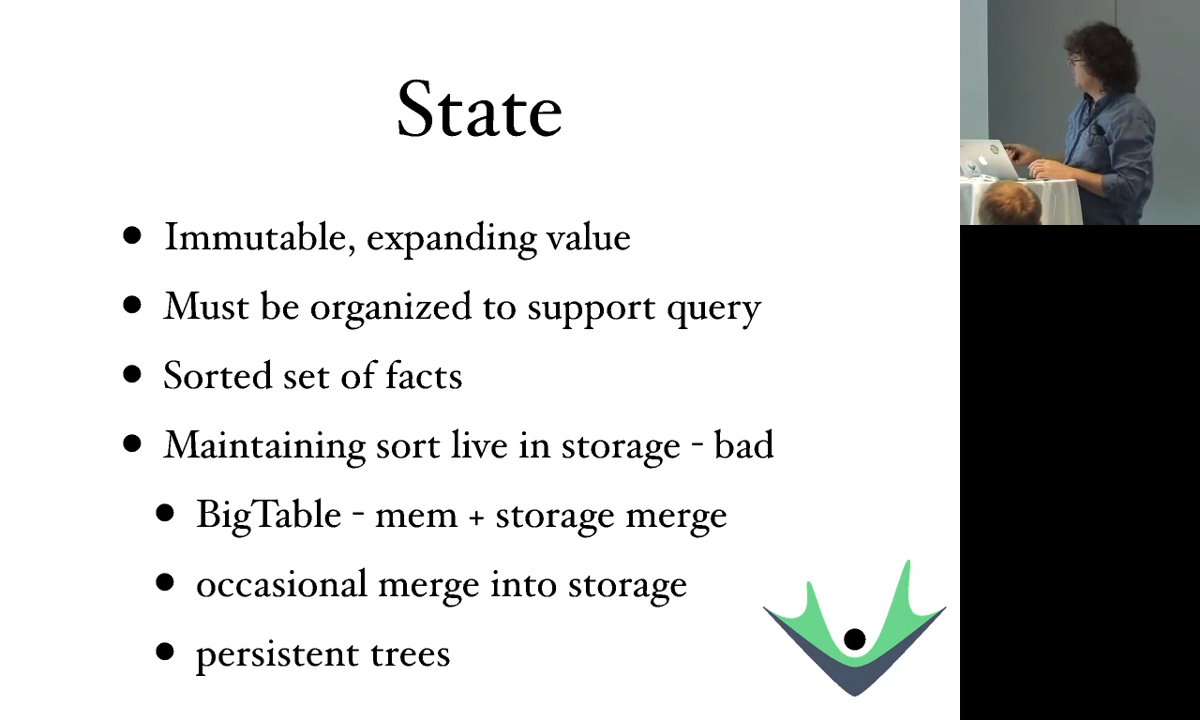 State
• Immutable, expanding value
• Must be organized to support query
• Sorted set of facts
• Maintaining sort live in storage - bad
• BigTable - mem + storage merge
• occasional merge into storage
• persistent trees